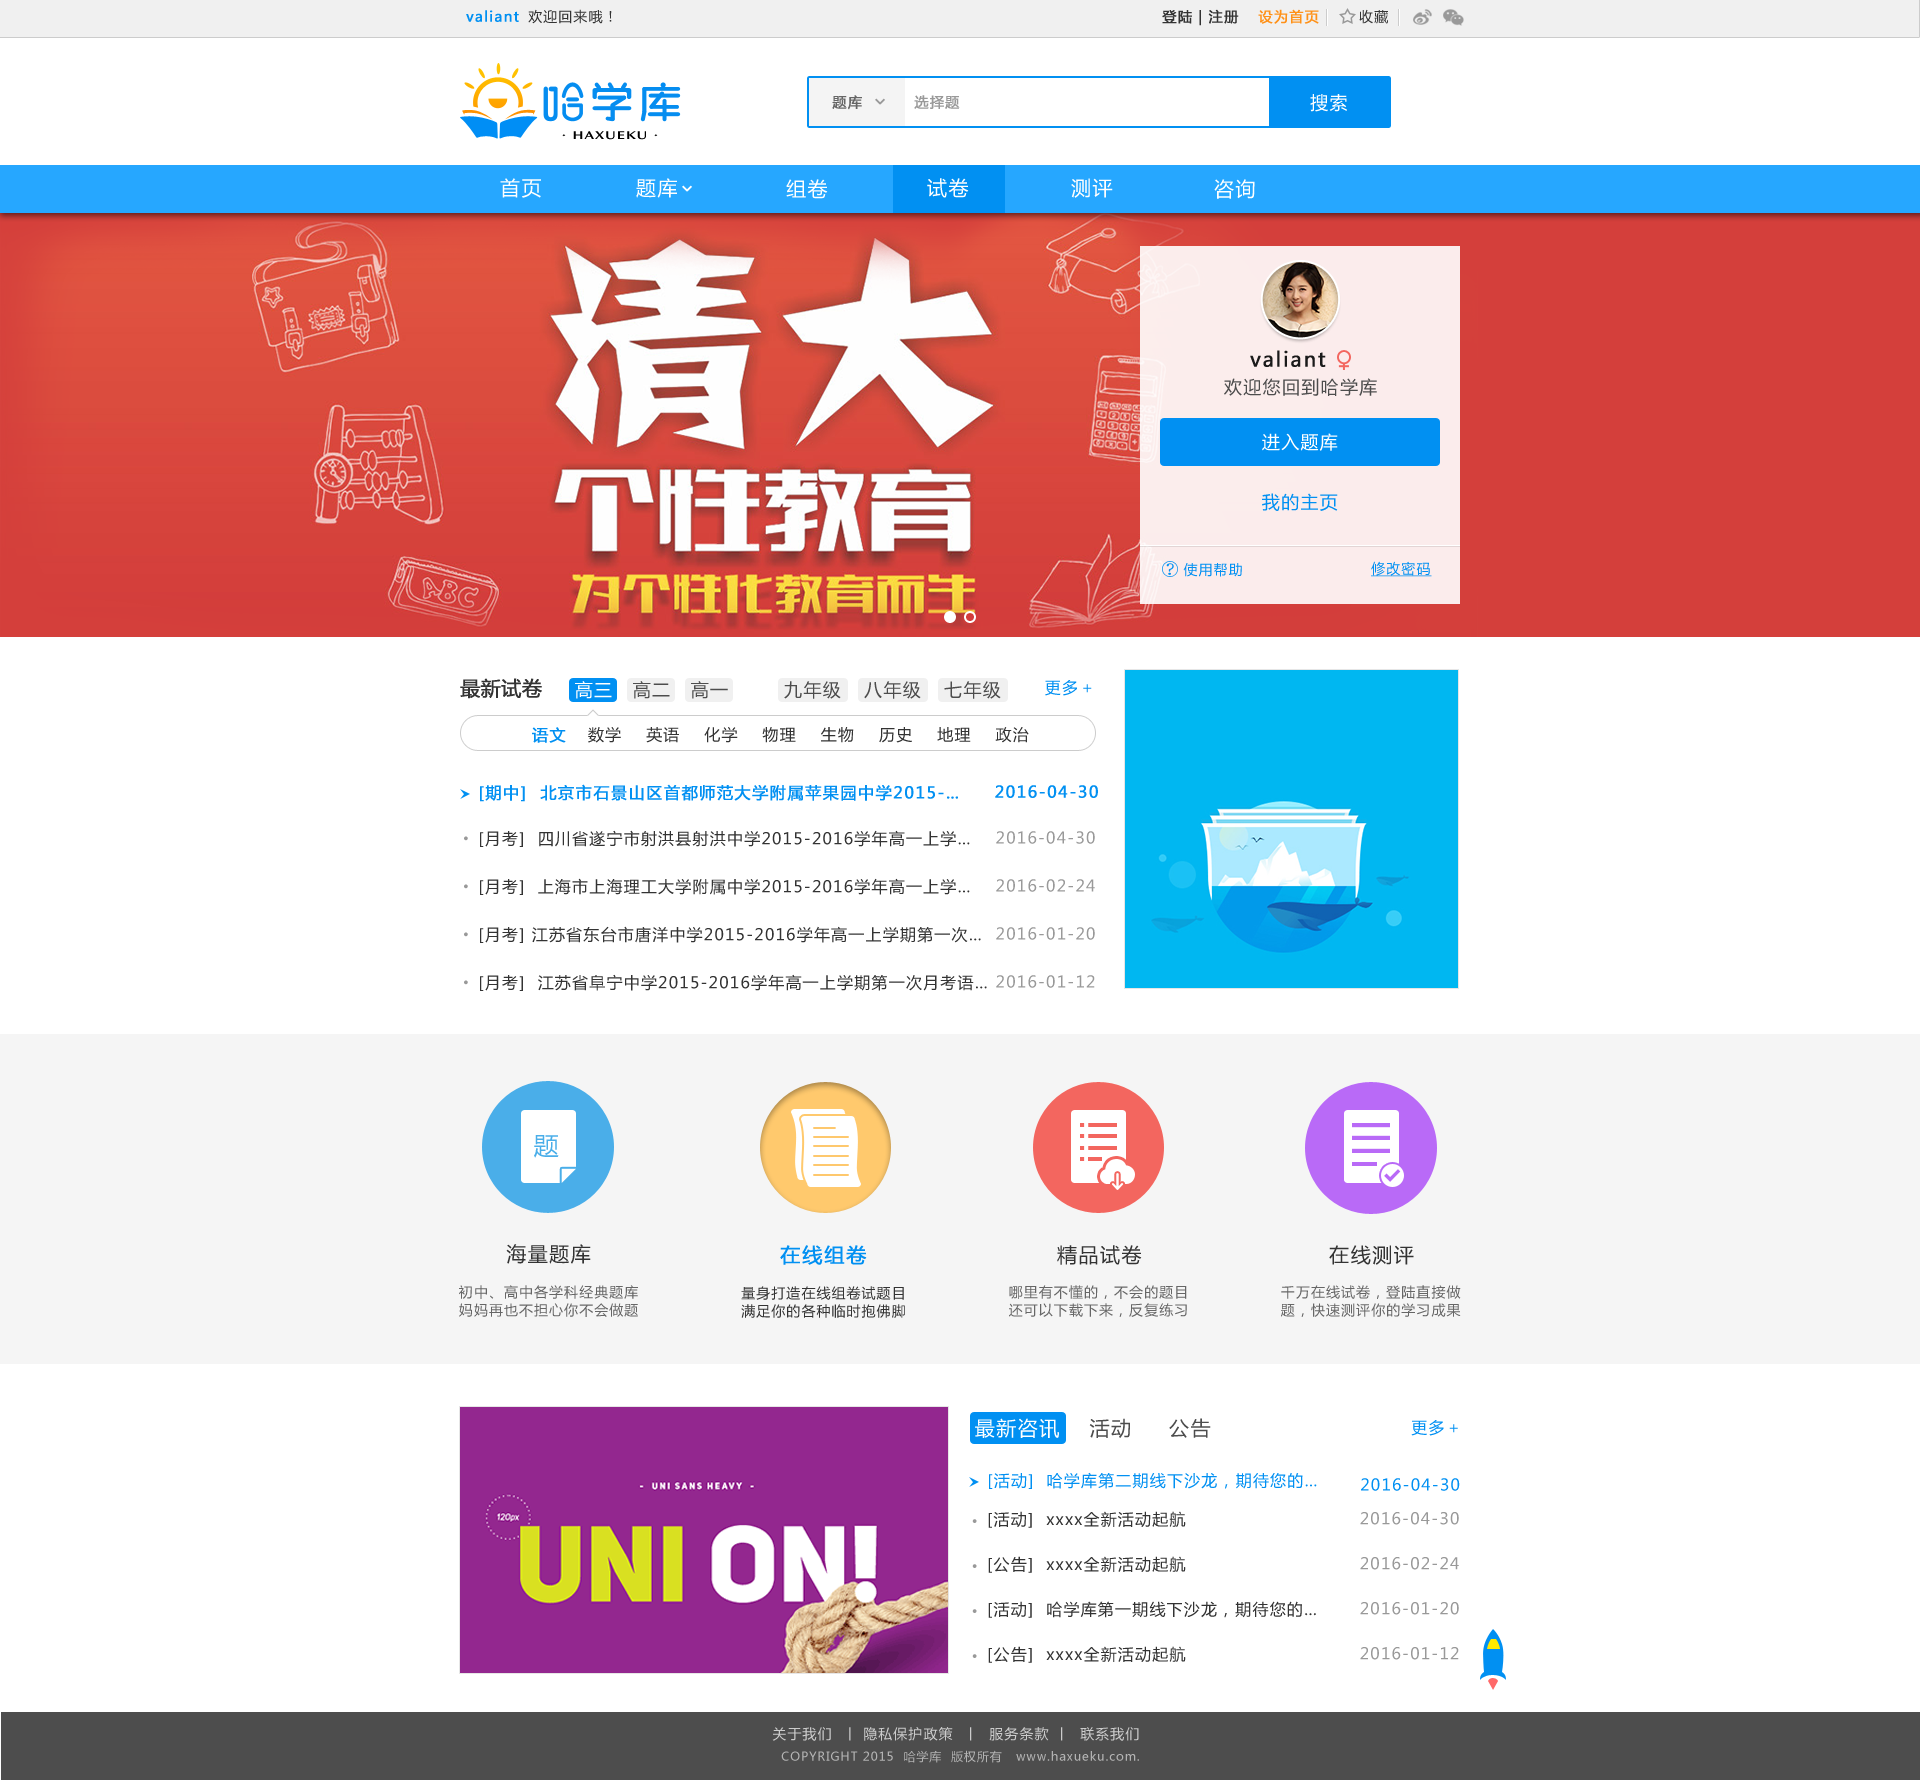 valiant 欢迎回来哦！
登陆 | 注册 设为首页 收藏
哈学库
· HAXUEKU ·
题库 选择题 搜索
首页 题库 组卷 试卷 测评 咨询
清大
个性教育
为个性化教育而生
ABC
valiant
欢迎您回到哈学库
进入题库
我的主页
使用帮助 修改密码
最新试卷 高三 高二 高一 九年级 八年级 七年级 更多 +
语文 数学 英语 化学 物理 生物 历史 地理 政治
[期中] 北京市石景山区首都师范大学附属苹果园中学2015-... 2016-04-30
[月考] 四川省遂宁市射洪县射洪中学2015-2016学年高一上学... 2016-04-30
[月考] 上海市上海理工大学附属中学2015-2016学年高一上学... 2016-02-24
[月考] 江苏省东台市唐洋中学2015-2016学年高一上学期第一次... 2016-01-20
[月考] 江苏省阜宁中学2015-2016学年高一上学期第一次月考语... 2016-01-12
题
海量题库
初中、高中各学科经典题库
妈妈再也不担心你不会做题
在线组卷
量身打造在线组卷试题目
满足你的各种临时抱佛脚
精品试卷
哪里有不懂的，不会的题目
还可以下载下来，反复练习
在线测评
千万在线试卷，登陆直接做
题，快速测评你的学习成果
- UNI SANS HEAVY -
120px
UNI ON!
最新咨讯 活动 公告 更多 +
[活动] 哈学库第二期线下沙龙，期待您的... 2016-04-30
[活动] xxxx全新活动起航 2016-04-30
[公告] xxxx全新活动起航 2016-02-24
[活动] 哈学库第一期线下沙龙，期待您的... 2016-01-20
[公告] xxxx全新活动起航 2016-01-12
关于我们 | 隐私保护政策 | 服务条款 | 联系我们
COPYRIGHT 2015 哈学库 版权所有 www.haxueku.com.